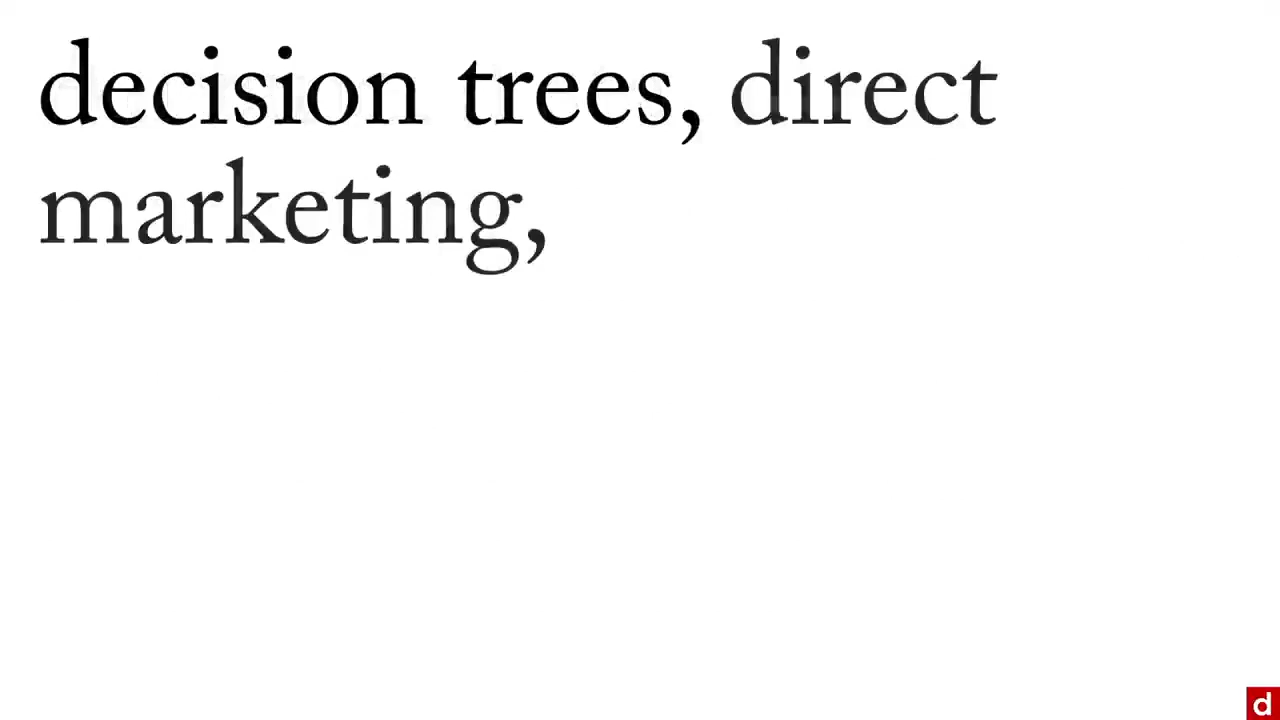 decision trees, direct
marketing,
d